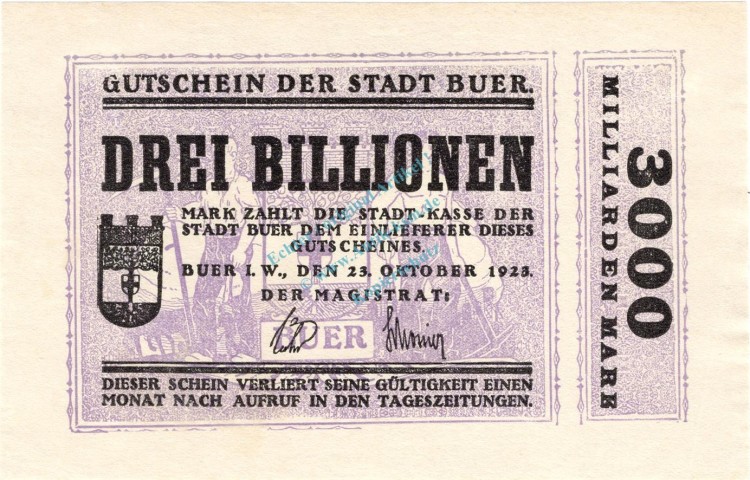 GUTSCHEIN DER STADT BUER.
DREI BILLIONEN
MARK ZAHLT DIE STADT-KASSE DER
STADT BUER DEM EINLIEFERER DIESES
GUTSCHEINES.
BUER I.W., DEN 23. OKTOBER 1923.
DER MAGISTRAT:
BUER
DIESER SCHEIN VERLIERT SEINE GÜLTIGKEIT EINEN
MONAT NACH AUFRUF IN DEN TAGESZEITUNGEN.
3000
MILLIARDEN MARK